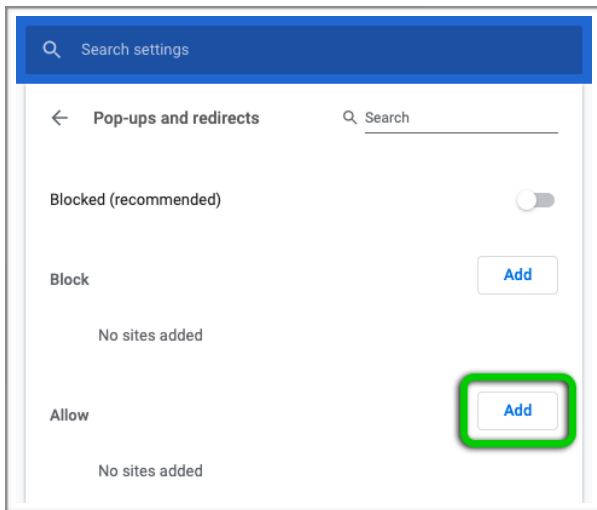 Search settings
Pop-ups and redirects
Search
Blocked (recommended)
Block
Add
No sites added
Allow
Add
No sites added